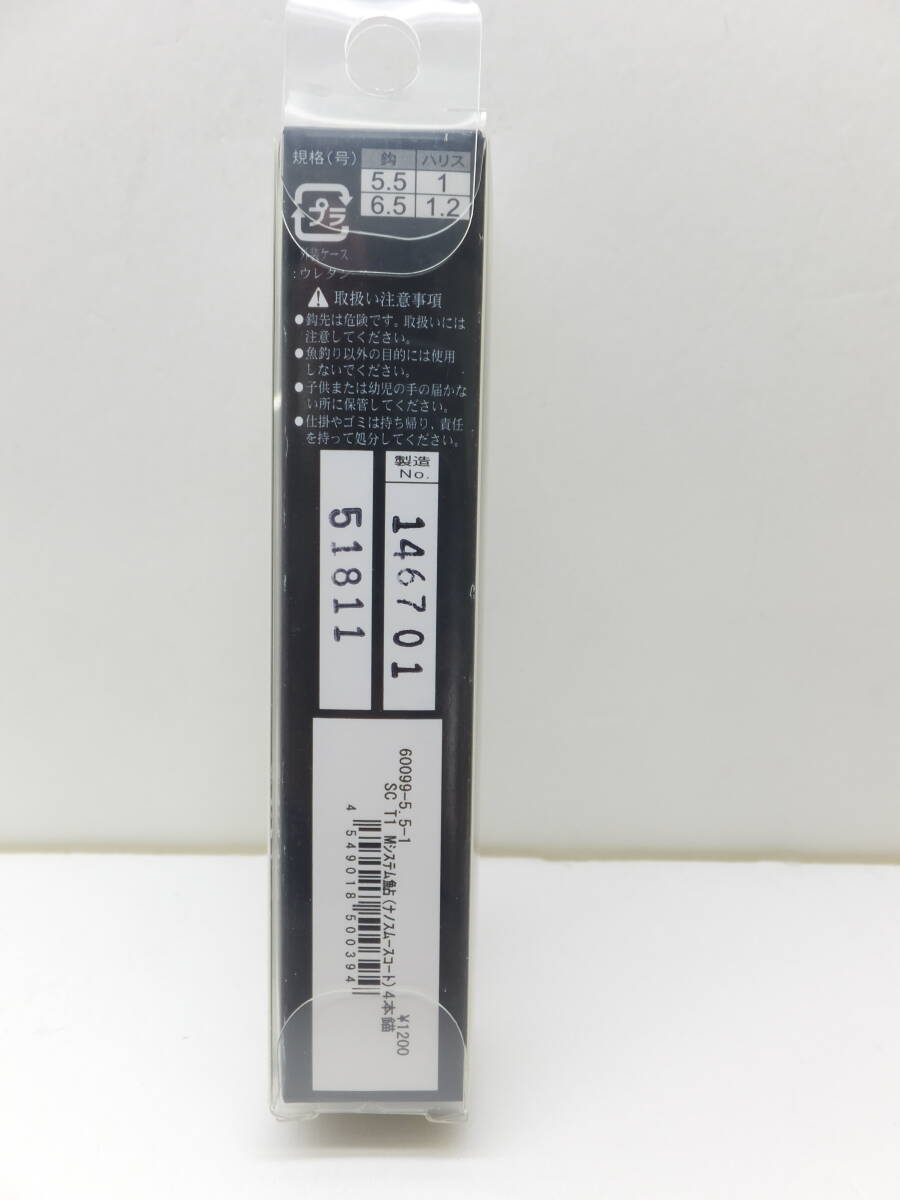 規格(号) 鈎 ハリス
5.5 1
6.5 1.2
プラ
外装ケース
:ウレタン
取扱い注意事項
●鈎先は危険です。取扱いには
注意してください。
●魚釣り以外の目的には使用
しないでください。
●子供または幼児の手の届かな
い所に保管してください。
●仕掛やゴミは持ち帰り、責任
を持って処分してください。
製造
No.
146701
51811
60099-5.5-1
SC T1 Mシステム鮎(ナノスムースコート)4本錨
¥1200
4 549018 500394